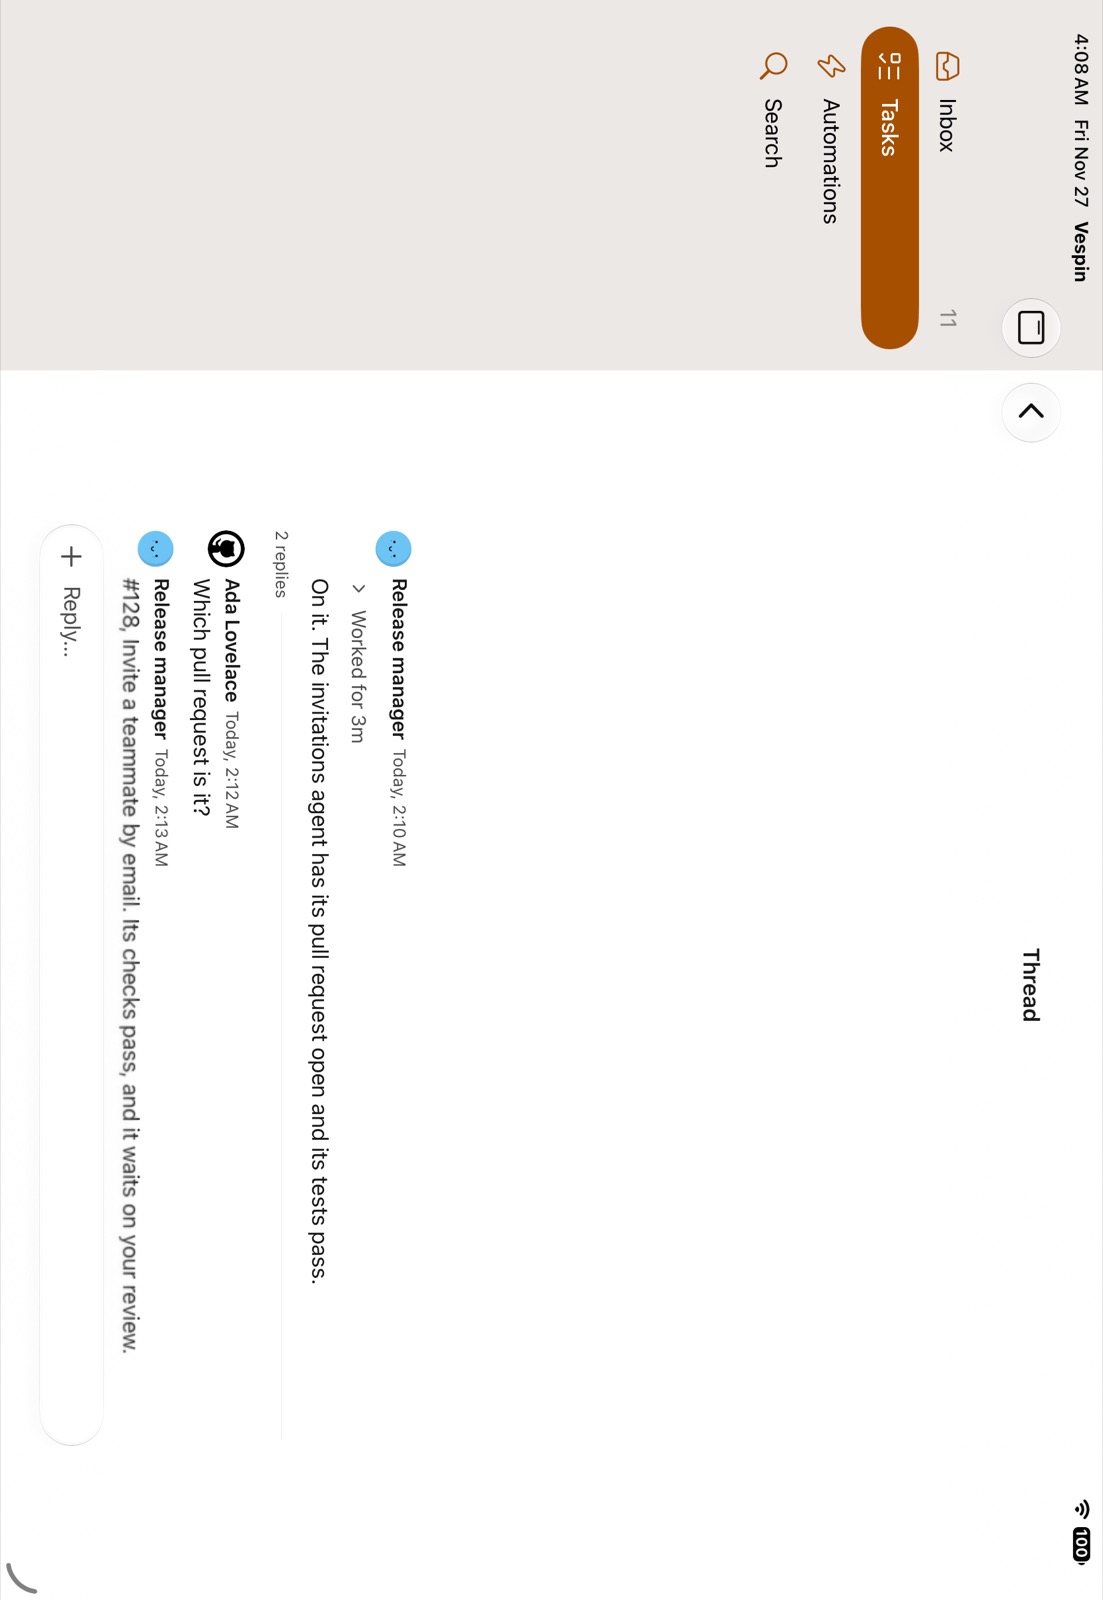 4:08 AM Fri Nov 27 Vespin
100
Thread
Inbox 11
Tasks
Automations
Search
Release manager Today, 2:10 AM
Worked for 3m
On it. The invitations agent has its pull request open and its tests pass.
2 replies
Ada Lovelace Today, 2:12 AM
Which pull request is it?
Release manager Today, 2:13 AM
#128, Invite a teammate by email. Its checks pass, and it waits on your review.
Reply...